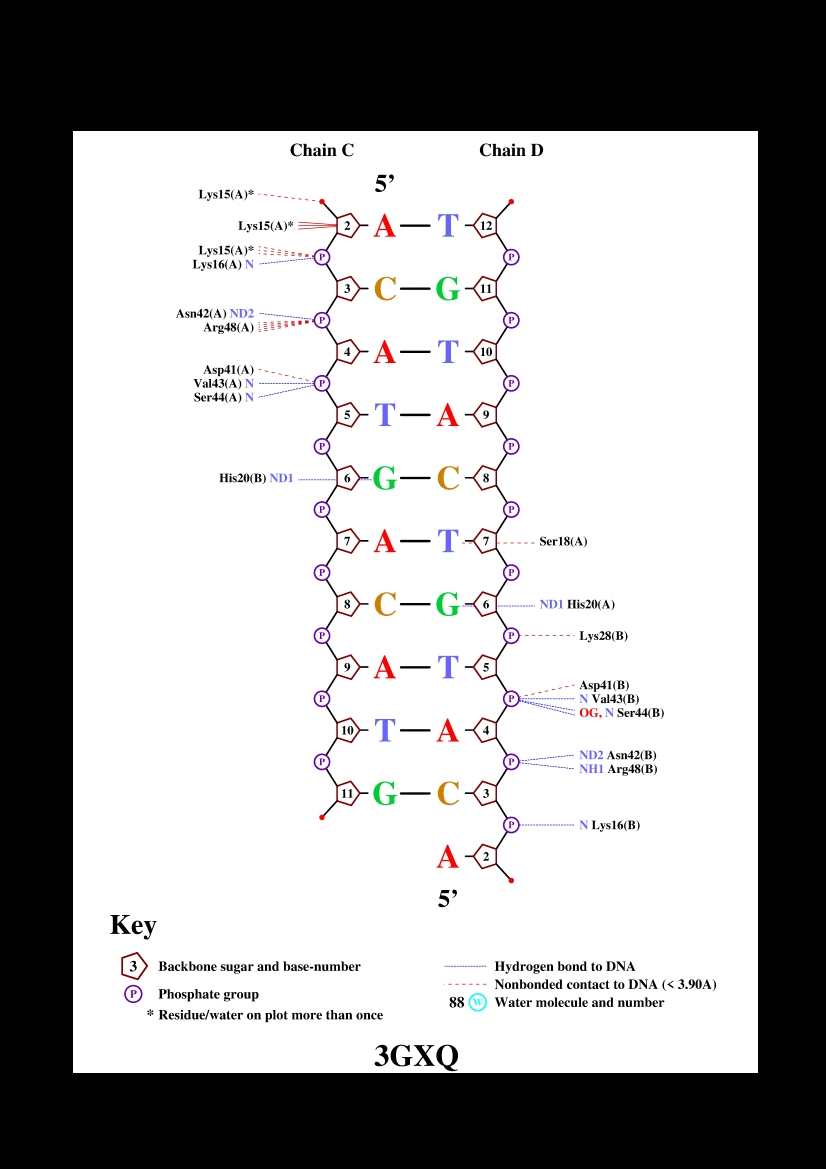 Chain C Chain D
5’
Lys15(A)*
Lys15(A)* 2 A T 12
Lys15(A)* P P
Lys16(A) N
3 C G 11
Asn42(A) ND2 P P
Arg48(A)
4 A T 10
Asp41(A)
Val43(A) N P P
Ser44(A) N
5 T A 9
P P
His20(B) ND1 6 G C 8
P P
7 A T 7 Ser18(A)
P P
8 C G 6 ND1 His20(A)
P P Lys28(B)
9 A T 5
Asp41(B)
P P N Val43(B)
OG, N Ser44(B)
10 T A 4
ND2 Asn42(B)
P P
NH1 Arg48(B)
11 G C 3
P N Lys16(B)
A 2
5’
Key
3 Backbone sugar and base-number
P Phosphate group
* Residue/water on plot more than once
Hydrogen bond to DNA
Nonbonded contact to DNA (< 3.90A)
88 W Water molecule and number
3GXQ